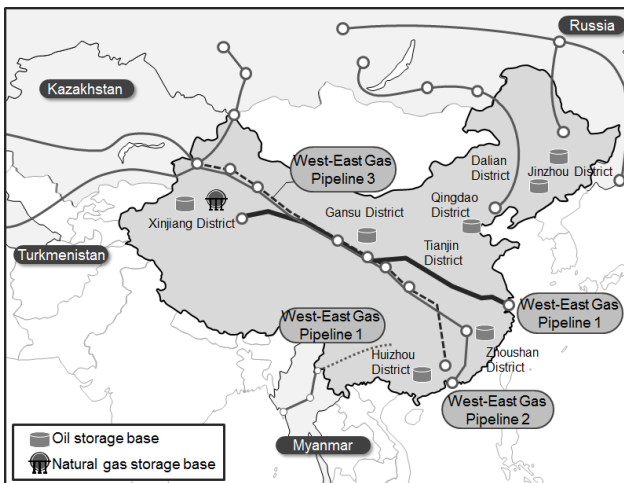 Russia
Kazakhstan
West-East Gas
Pipeline 3
Dalian
District
Jinzhou District
Qingdao
District
Xinjiang District
Gansu District
Tianjin
District
Turkmenistan
West-East Gas
Pipeline 1
West-East Gas
Pipeline 1
Huizhou
District
Zhoushan
District
West-East Gas
Pipeline 2
Myanmar
Oil storage base
Natural gas storage base